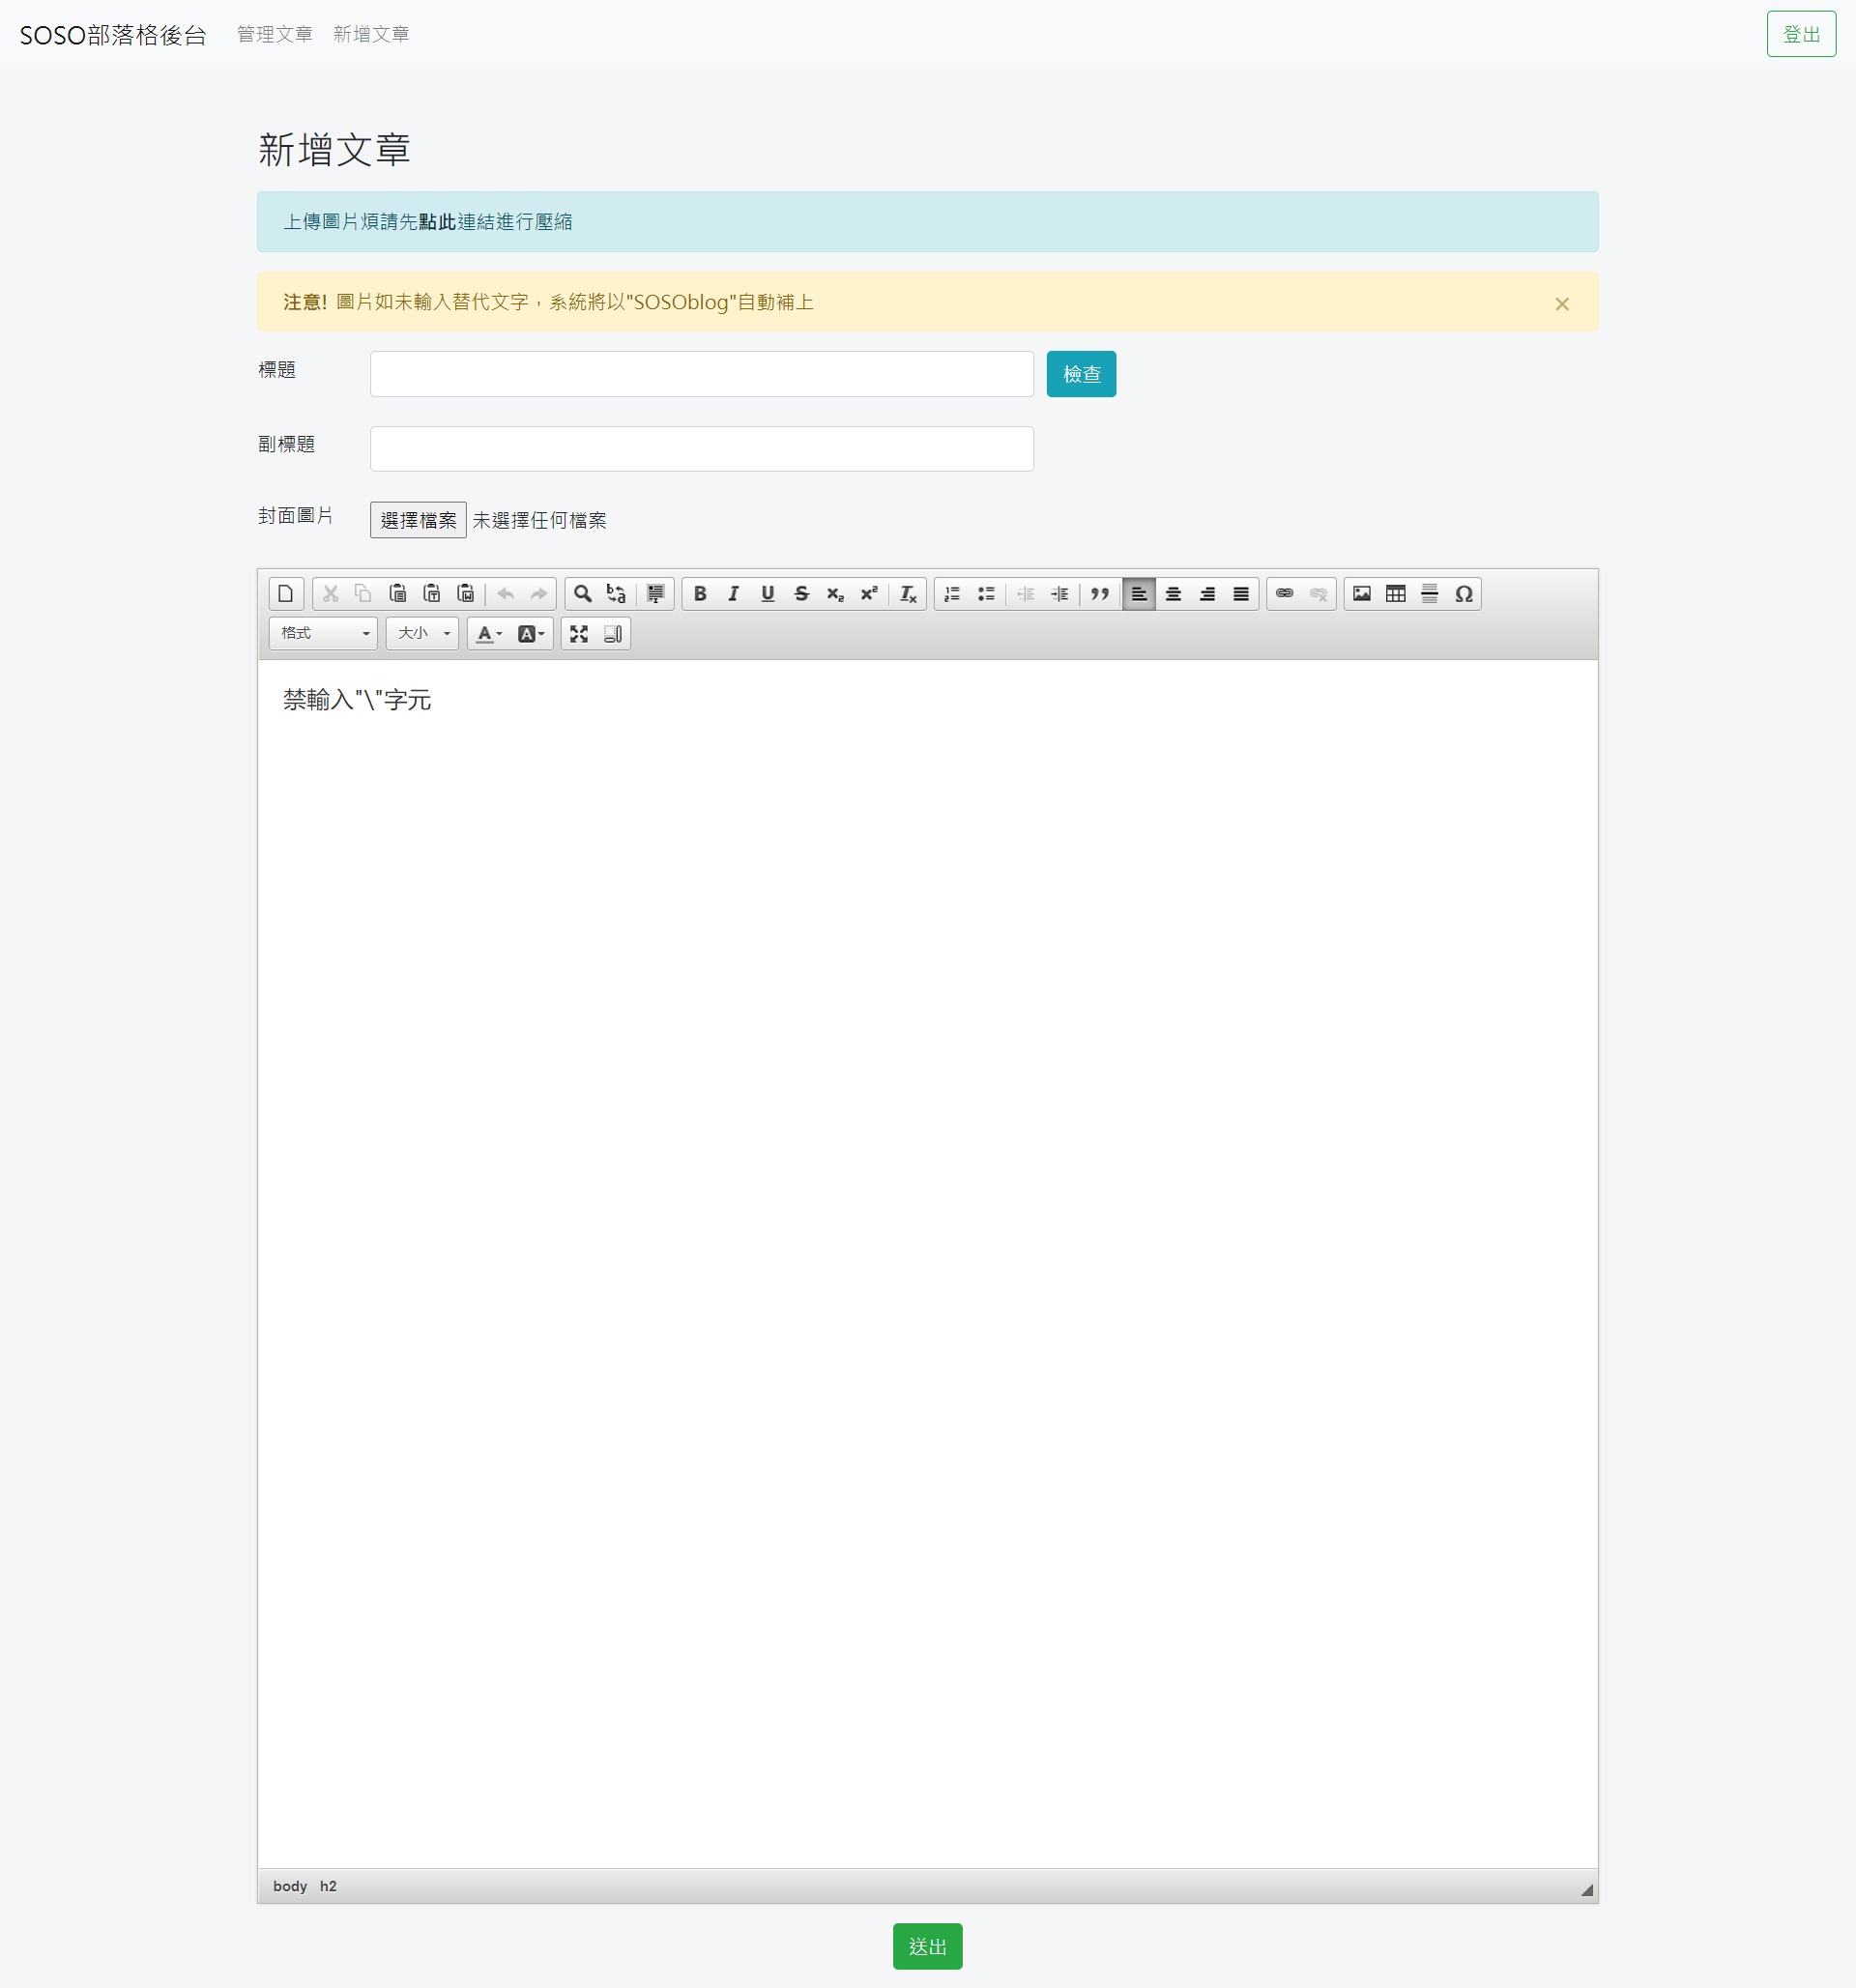 SOSO部落格後台 管理文章 新增文章 登出
新增文章
上傳圖片煩請先點此連結進行壓縮
注意! 圖片如未輸入替代文字，系統將以"SOSOblog"自動補上 ×
標題 檢查
副標題
封面圖片 選擇檔案 未選擇任何檔案
格式 大小
禁輸入"\"字元
body h2
送出